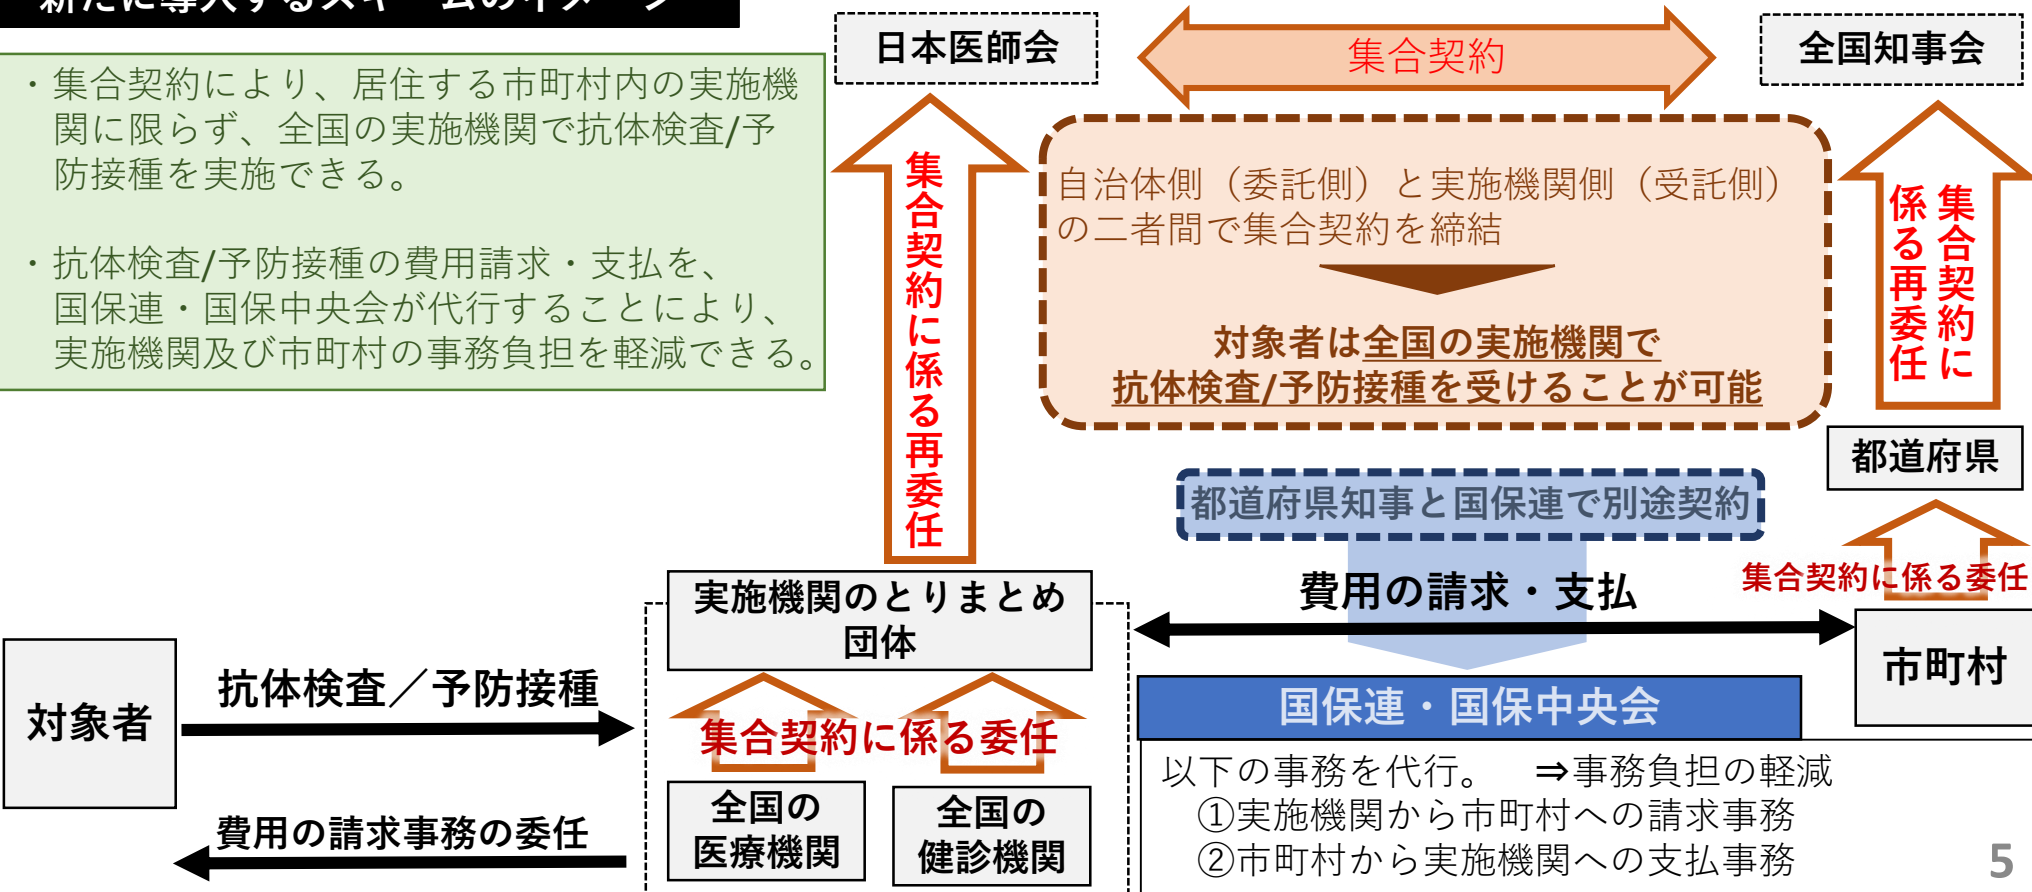 新たに導入するスキームのイメージ
・集合契約により、居住する市町村内の実施機
関に限らず、全国の実施機関で抗体検査/予
防接種を実施できる。
・抗体検査/予防接種の費用請求・支払を、
国保連・国保中央会が代行することにより、
実施機関及び市町村の事務負担を軽減できる。
日本医師会
集合契約
全国知事会
自治体側（委託側）と実施機関側（受託側）
の二者間で集合契約を締結
対象者は全国の実施機関で
抗体検査/予防接種を受けることが可能
集合契約に係る再委任
集合契約に
係る再委任
都道府県
都道府県知事と国保連で別途契約
集合契約に係る委任
費用の請求・支払
市町村
実施機関のとりまとめ
団体
対象者
抗体検査／予防接種
費用の請求事務の委任
集合契約に係る委任
全国の
医療機関
全国の
健診機関
国保連・国保中央会
以下の事務を代行。　⇒事務負担の軽減
①実施機関から市町村への請求事務
②市町村から実施機関への支払事務
5